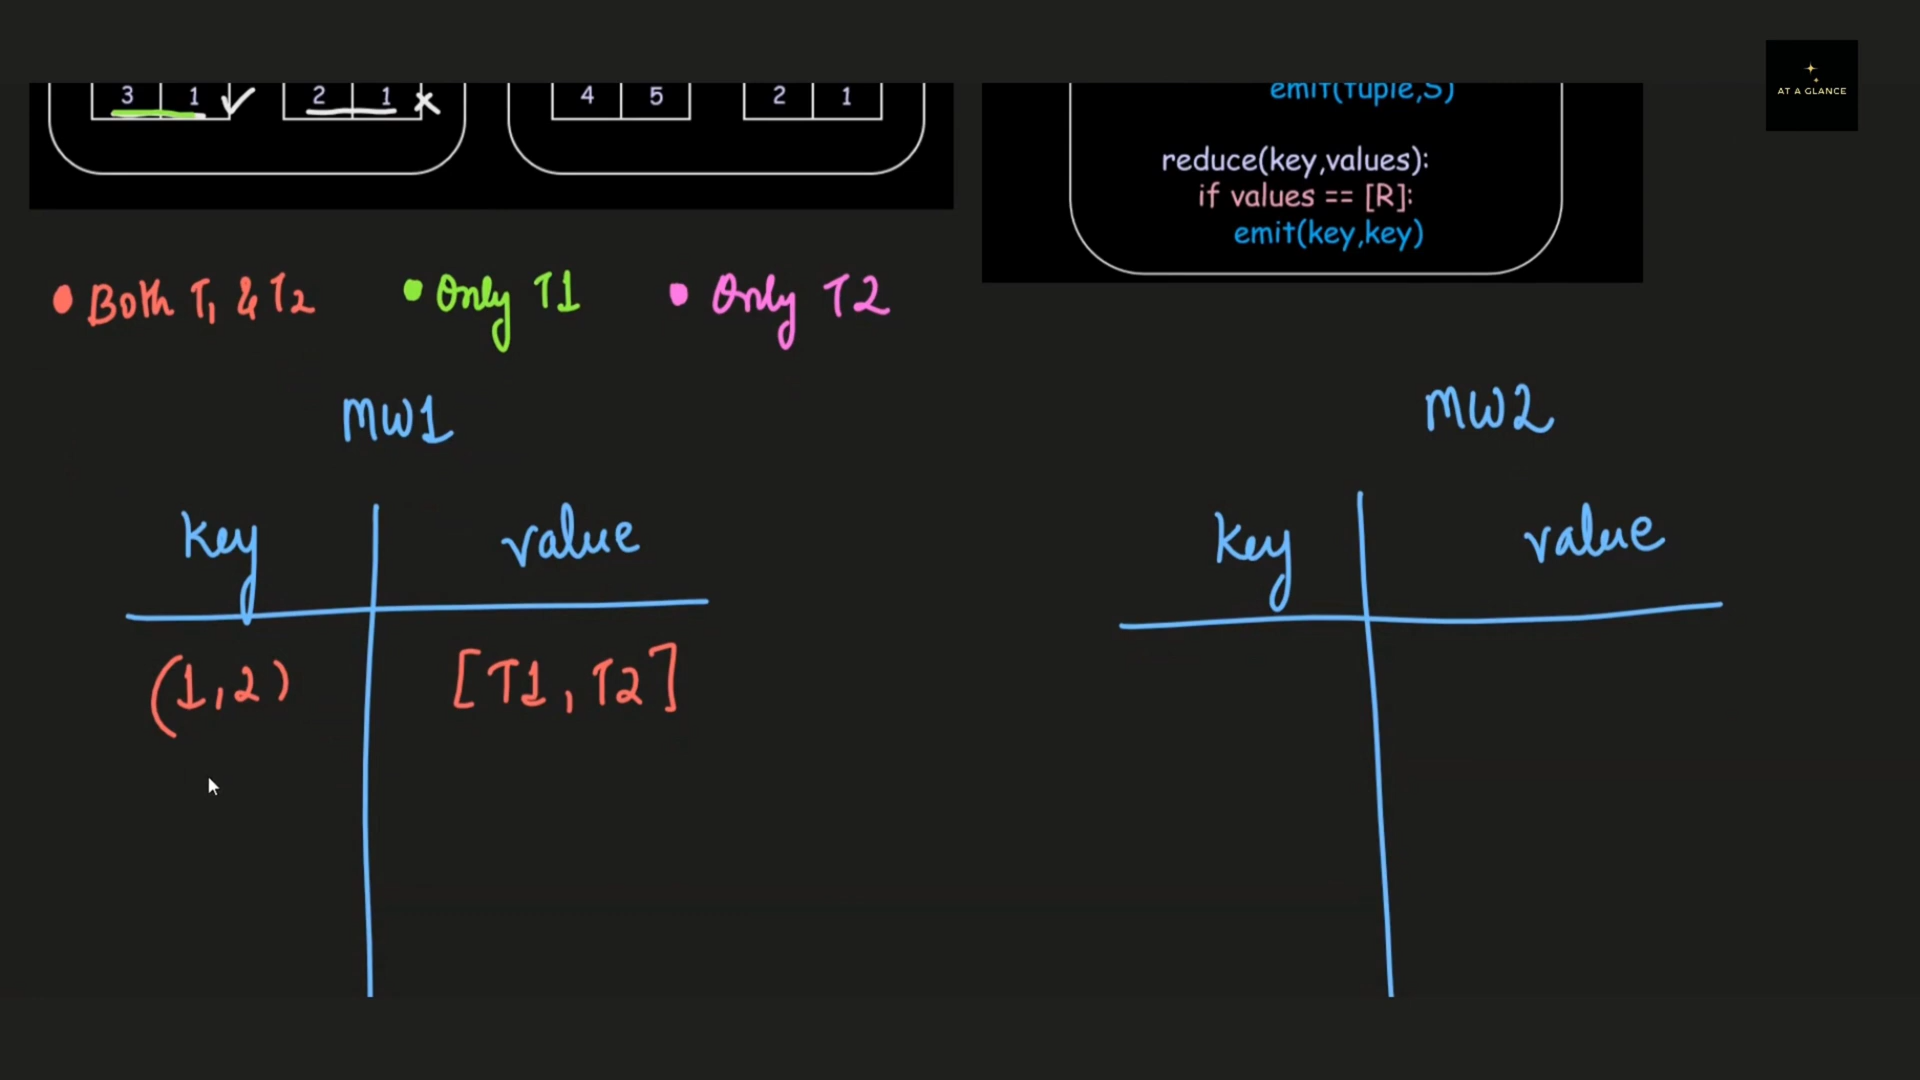 3 1 ✓ 2 1 x 4 5 2 1
emit(tuple,S)
AT A GLANCE
reduce(key,values):
if values == [R]:
emit(key,key)
• Both T1 & T2 • Only T1 • Only T2
MW1 MW2
key value key value
(1,2) [T1, T2]